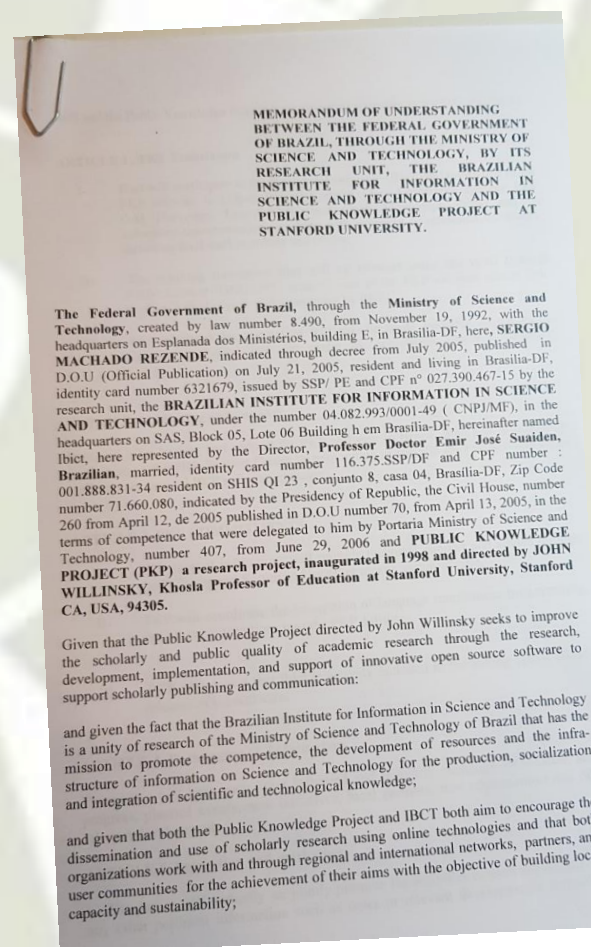 MEMORANDUM OF UNDERSTANDING
BETWEEN THE FEDERAL GOVERNMENT
OF BRAZIL, THROUGH THE MINISTRY OF
SCIENCE AND TECHNOLOGY, BY ITS
RESEARCH UNIT, THE BRAZILIAN
INSTITUTE FOR INFORMATION IN
SCIENCE AND TECHNOLOGY AND THE
PUBLIC KNOWLEDGE PROJECT AT
STANFORD UNIVERSITY.
The Federal Government of Brazil, through the Ministry of Science and
Technology, created by law number 8.490, from November 19, 1992, with the
headquarters on Esplanada dos Ministérios, building E, in Brasilia-DF, here, SERGIO
MACHADO REZENDE, indicated through decree from July 2005, published in
D.O.U (Official Publication) on July 21, 2005, resident and living in Brasilia-DF,
identity card number 6321679, issued by SSP/ PE and CPF nº 027.390.467-15 by the
research unit, the BRAZILIAN INSTITUTE FOR INFORMATION IN SCIENCE
AND TECHNOLOGY, under the number 04.082.993/0001-49 ( CNPJ/MF), in the
headquarters on SAS, Block 05, Lote 06 Building h em Brasilia-DF, hereinafter named
Ibict, here represented by the Director, Professor Doctor Emir José Suaiden,
Brazilian, married, identity card number 116.375.SSP/DF and CPF number :
001.888.831-34 resident on SHIS QI 23 , conjunto 8, casa 04, Brasília-DF, Zip Code
number 71.660.080, indicated by the Presidency of Republic, the Civil House, number
260 from April 12, de 2005 published in D.O.U number 70, from April 13, 2005, in the
terms of competence that were delegated to him by Portaria Ministry of Science and
Technology, number 407, from June 29, 2006 and PUBLIC KNOWLEDGE
PROJECT (PKP) a research project, inaugurated in 1998 and directed by JOHN
WILLINSKY, Khosla Professor of Education at Stanford University, Stanford
CA, USA, 94305.
Given that the Public Knowledge Project directed by John Willinsky seeks to improve
the scholarly and public quality of academic research through the research,
development, implementation, and support of innovative open source software to
support scholarly publishing and communication:
and given the fact that the Brazilian Institute for Information in Science and Technology
is a unity of research of the Ministry of Science and Technology of Brazil that has the
mission to promote the competence, the development of resources and the infra-
structure of information on Science and Technology for the production, socialization
and integration of scientific and technological knowledge;
and given that both the Public Knowledge Project and IBCT both aim to encourage th
dissemination and use of scholarly research using online technologies and that bot
organizations work with and through regional and international networks, partners, an
user communities for the achievement of their aims with the objective of building loc
capacity and sustainability;